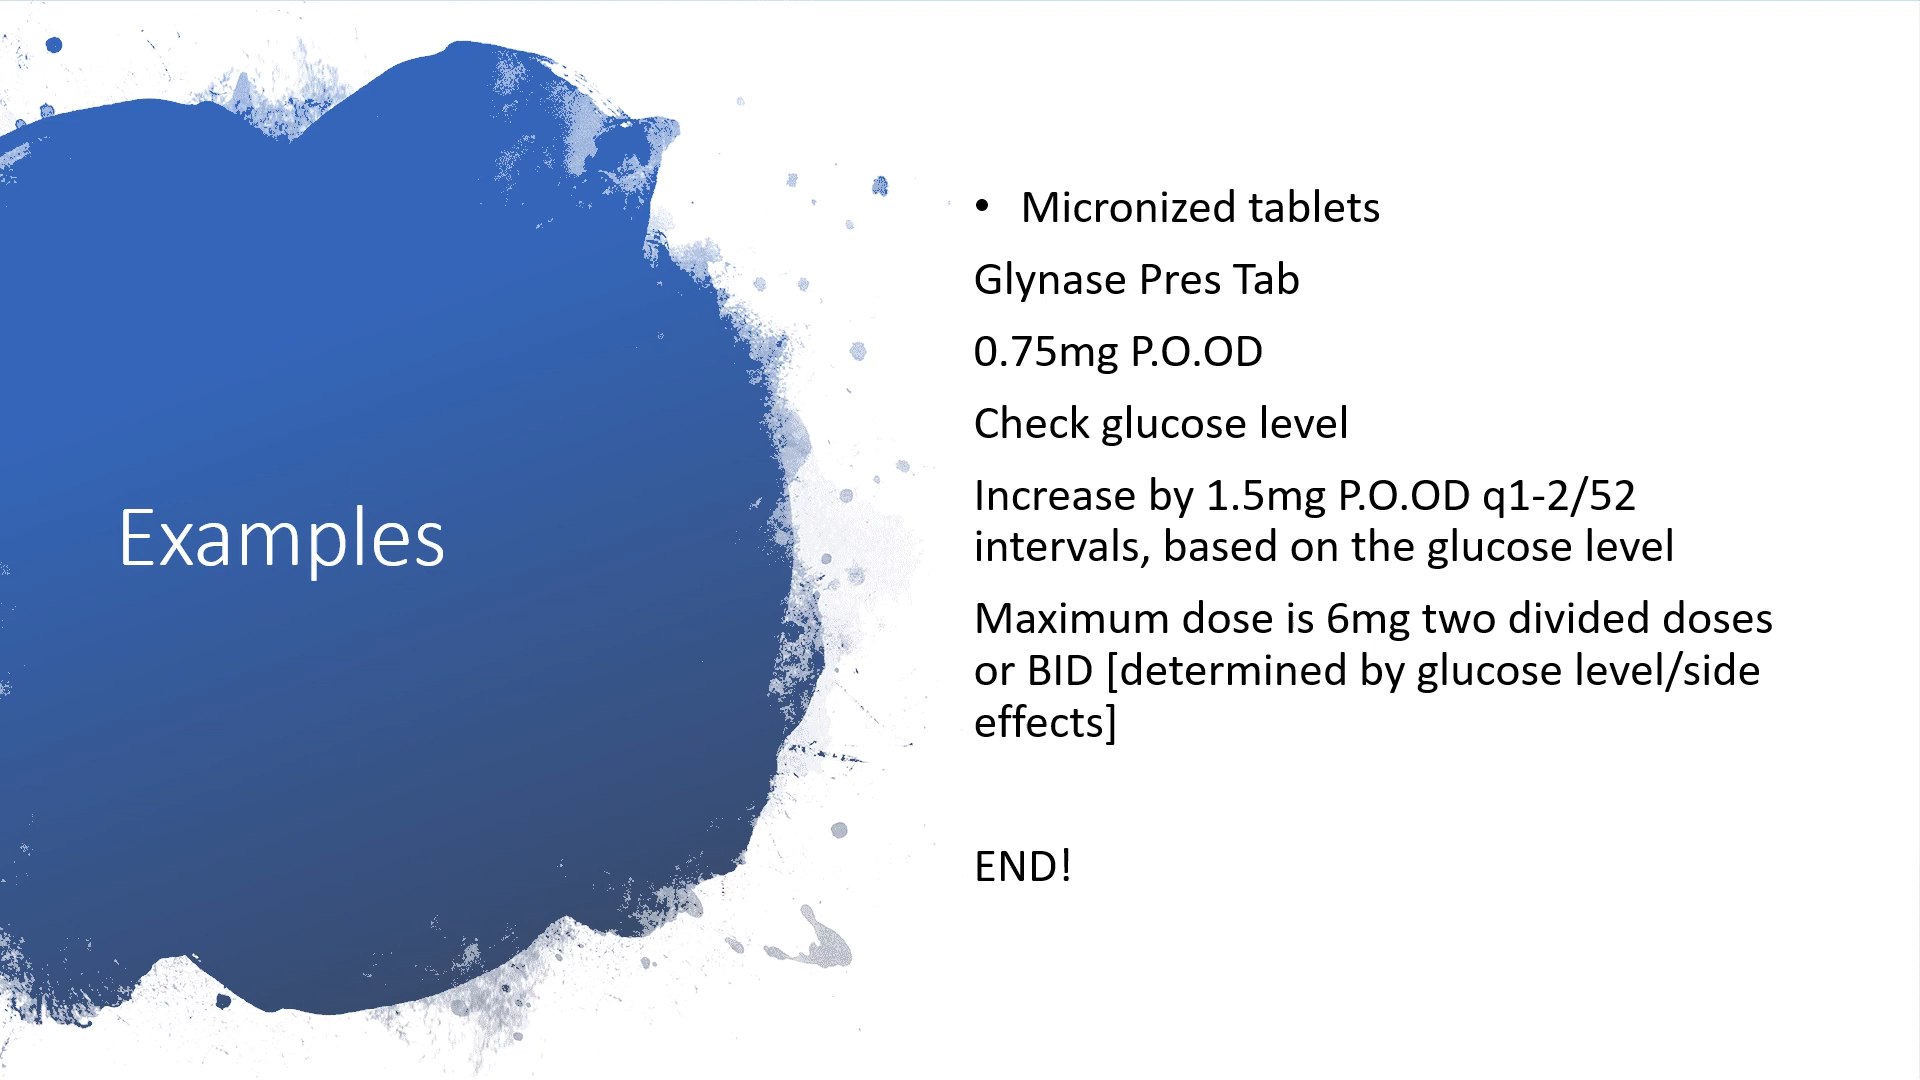 Examples
• Micronized tablets
Glynase Pres Tab
0.75mg P.O.OD
Check glucose level
Increase by 1.5mg P.O.OD q1-2/52
intervals, based on the glucose level
Maximum dose is 6mg two divided doses
or BID [determined by glucose level/side
effects]
END!